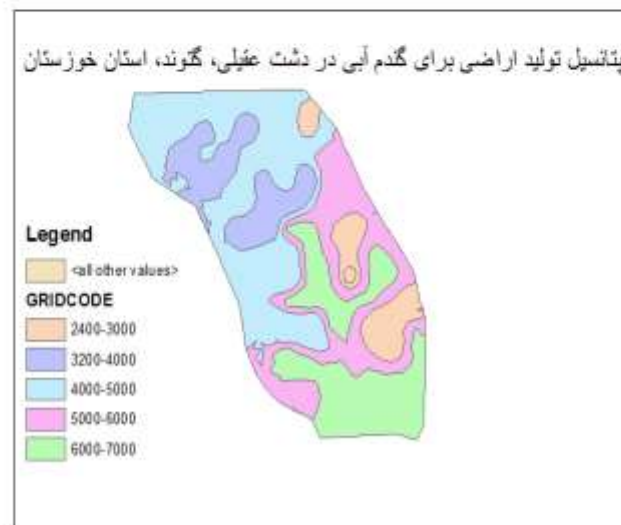 پتانسیل تولید اراضی برای گندم آبی در دشت عقیلی، گتوند، استان خوزستان
Legend
<all other values>
GRIDCODE
2400-3000
3200-4000
4000-5000
5000-6000
6000-7000